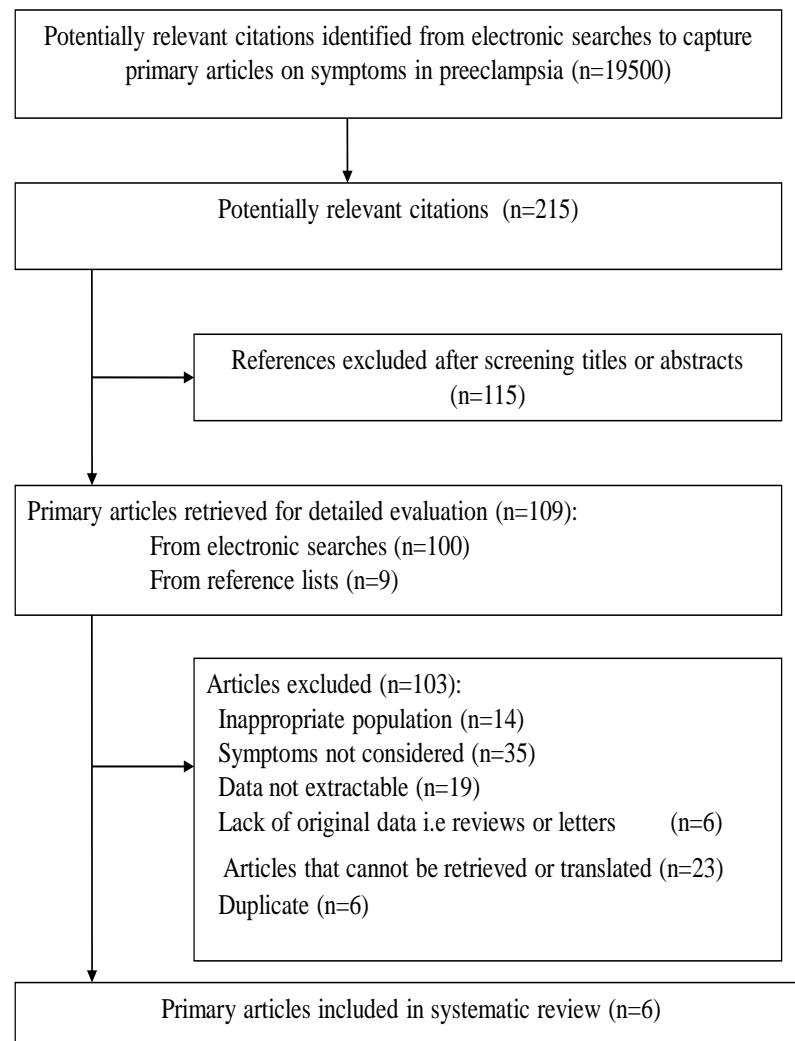 Potentially relevant citations identified from electronic searches to capture
primary articles on symptoms in preeclampsia (n=19500)
Potentially relevant citations (n=215)
References excluded after screening titles or abstracts
(n=115)
Primary articles retrieved for detailed evaluation (n=109):
From electronic searches (n=100)
From reference lists (n=9)
Articles excluded (n=103):
Inappropriate population (n=14)
Symptoms not considered (n=35)
Data not extractable (n=19)
Lack of original data i.e reviews or letters (n=6)
Articles that cannot be retrieved or translated (n=23)
Duplicate (n=6)
Primary articles included in systematic review (n=6)